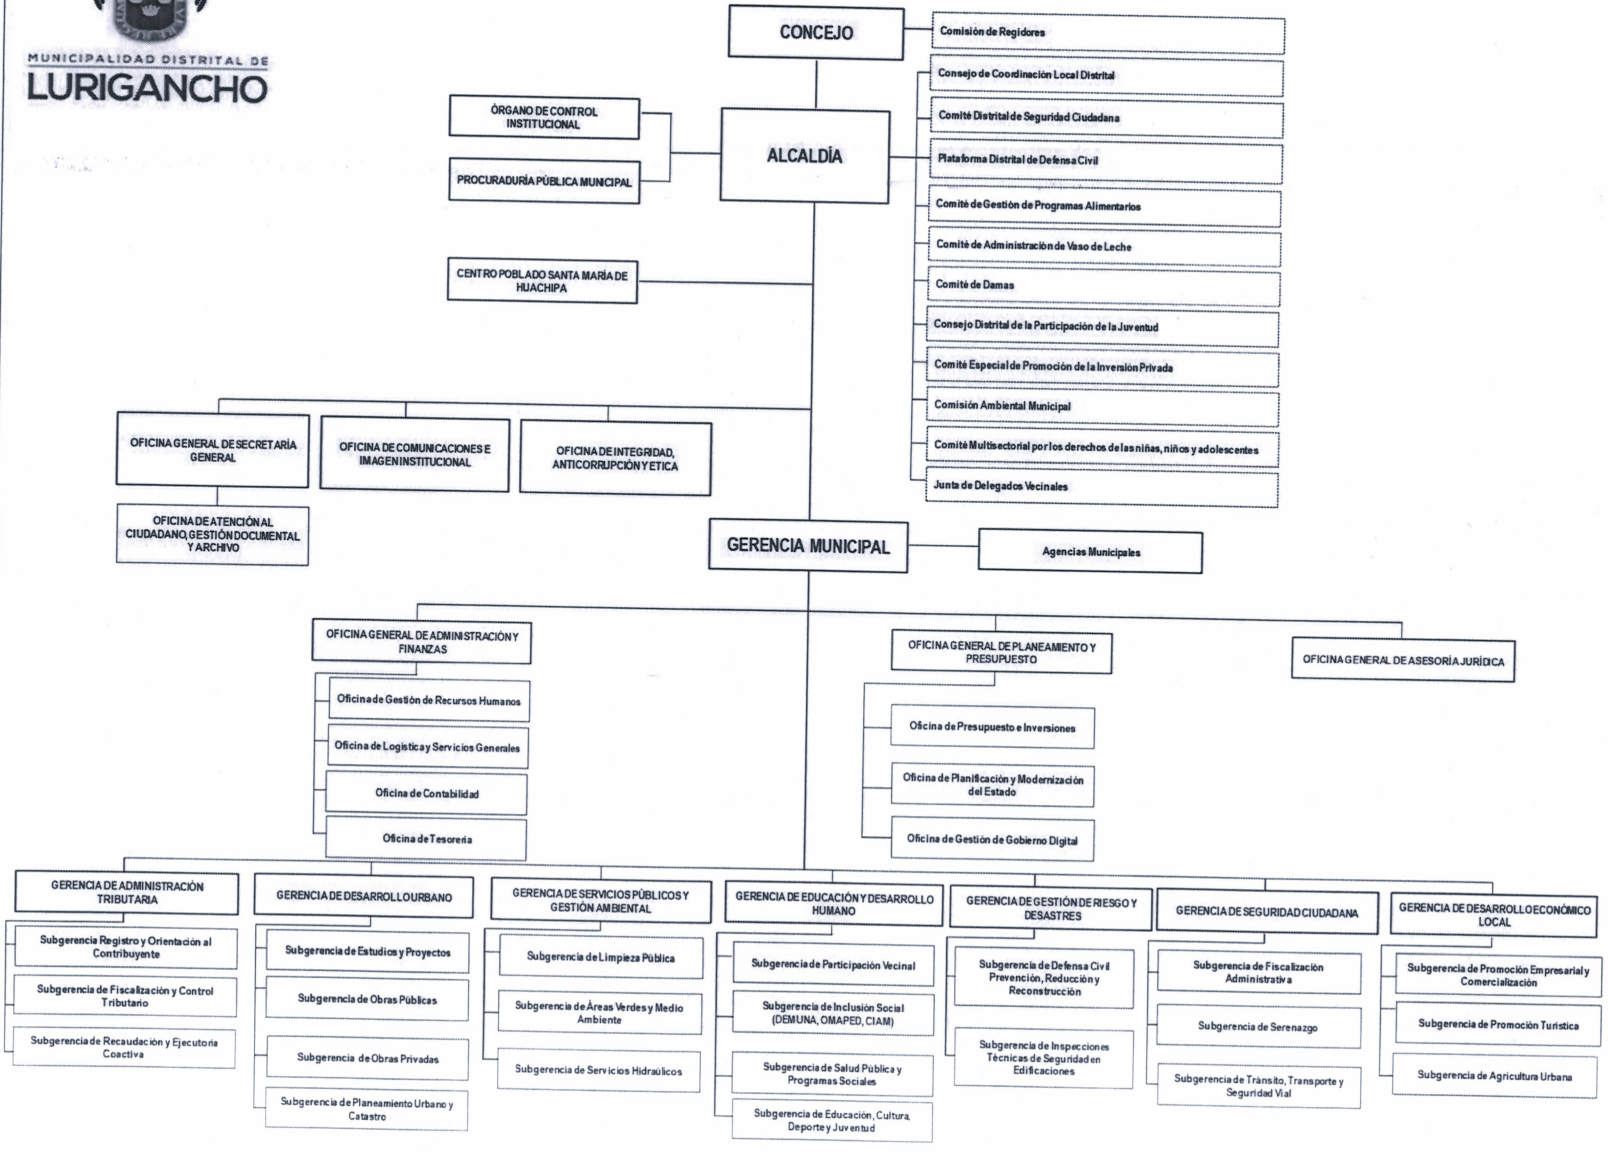 MUNICIPALIDAD DISTRITAL DE
LURIGANCHO
CONCEJO
Comisión de Regidores
ALCALDÍA
ÓRGANO DE CONTROL
INSTITUCIONAL
PROCURADURÍA PÚBLICA MUNICIPAL
Consejo de Coordinación Local Distrital
Comité Distrital de Seguridad Ciudadana
Plataforma Distrital de Defensa Civil
Comité de Gestión de Programas Alimentarios
Comité de Administración de Vaso de Leche
Comité de Damas
Consejo Distrital de la Participación de la Juventud
Comité Especial de Promoción de la Inversión Privada
Comisión Ambiental Municipal
Comité Multisectorial por los derechos de las niñas, niños y adolescentes
Junta de Delegados Vecinales
CENTRO POBLADO SANTA MARÍA DE
HUACHIPA
OFICINA GENERAL DE SECRETARÍA
GENERAL
OFICINA DE COMUNICACIONES E
IMAGEN INSTITUCIONAL
OFICINA DE INTEGRIDAD,
ANTICORRUPCIÓN Y ETICA
OFICINA DE ATENCIÓN AL
CIUDADANO, GESTIÓN DOCUMENTAL
Y ARCHIVO
GERENCIA MUNICIPAL
Agencias Municipales
OFICINA GENERAL DE ADMINISTRACIÓN Y
FINANZAS
Oficina de Gestión de Recursos Humanos
Oficina de Logística y Servicios Generales
Oficina de Contabilidad
Oficina de Tesorería
OFICINA GENERAL DE PLANEAMIENTO Y
PRESUPUESTO
Oficina de Presupuesto e Inversiones
Oficina de Planificación y Modernización
del Estado
Oficina de Gestión de Gobierno Digital
OFICINA GENERAL DE ASESORÍA JURÍDICA
GERENCIA DE ADMINISTRACIÓN
TRIBUTARIA
Subgerencia Registro y Orientación al
Contribuyente
Subgerencia de Fiscalización y Control
Tributario
Subgerencia de Recaudación y Ejecutoria
Coactiva
GERENCIA DE DESARROLLO URBANO
Subgerencia de Estudios y Proyectos
Subgerencia de Obras Públicas
Subgerencia de Obras Privadas
Subgerencia de Planeamiento Urbano y
Catastro
GERENCIA DE SERVICIOS PÚBLICOS Y
GESTIÓN AMBIENTAL
Subgerencia de Limpieza Pública
Subgerencia de Áreas Verdes y Medio
Ambiente
Subgerencia de Servicios Hidraúlicos
GERENCIA DE EDUCACIÓN Y DESARROLLO
HUMANO
Subgerencia de Participación Vecinal
Subgerencia de Inclusión Social
(DEMUNA, OMAPED, CIAM)
Subgerencia de Salud Pública y
Programas Sociales
Subgerencia de Educación, Cultura,
Deporte y Juventud
GERENCIA DE GESTIÓN DE RIESGO Y
DESASTRES
Subgerencia de Defensa Civil
Prevención, Reducción y
Reconstrucción
Subgerencia de Inspecciones
Técnicas de Seguridad en
Edificaciones
GERENCIA DE SEGURIDAD CIUDADANA
Subgerencia de Fiscalización
Administrativa
Subgerencia de Serenazgo
Subgerencia de Tránsito, Transporte y
Seguridad Vial
GERENCIA DE DESARROLLO ECONÓMICO
LOCAL
Subgerencia de Promoción Empresarial y
Comercialización
Subgerencia de Promoción Turística
Subgerencia de Agricultura Urbana